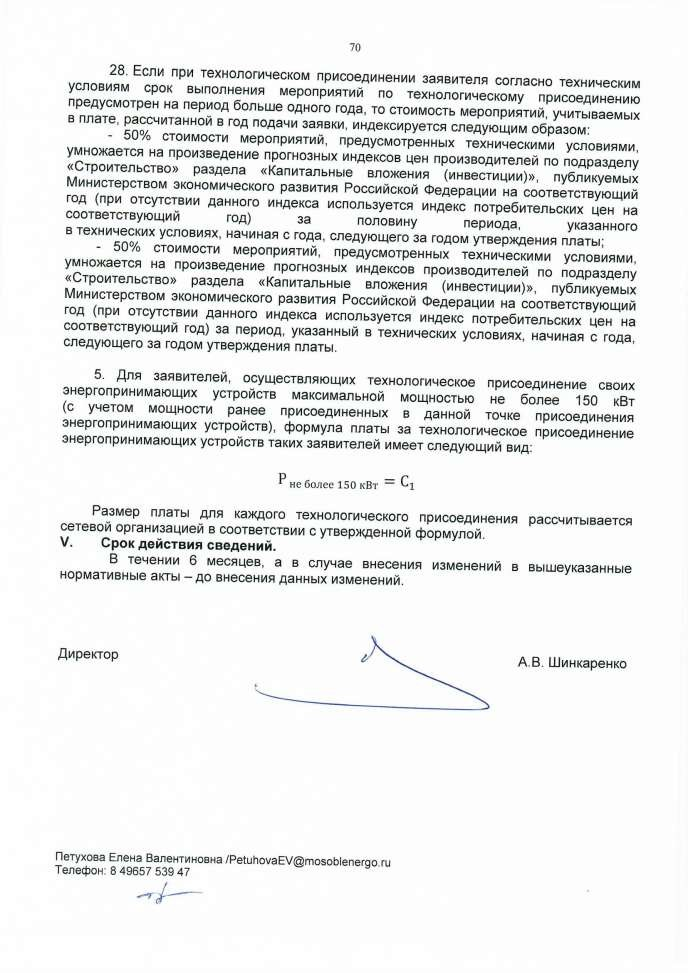 70
28. Если при технологическом присоединении заявителя согласно техническим
условиям срок выполнения мероприятий по технологическому присоединению
предусмотрен на период больше одного года, то стоимость мероприятий, учитываемых
в плате, рассчитанной в год подачи заявки, индексируется следующим образом:
- 50% стоимости мероприятий, предусмотренных техническими условиями,
умножается на произведение прогнозных индексов цен производителей по подразделу
«Строительство» раздела «Капитальные вложения (инвестиции)», публикуемых
Министерством экономического развития Российской Федерации на соответствующий
год (при отсутствии данного индекса используется индекс потребительских цен на
соответствующий год) за половину периода, указанного
в технических условиях, начиная с года, следующего за годом утверждения платы;
- 50% стоимости мероприятий, предусмотренных техническими условиями,
умножается на произведение прогнозных индексов производителей по подразделу
«Строительство» раздела «Капитальные вложения (инвестиции)», публикуемых
Министерством экономического развития Российской Федерации на соответствующий
год (при отсутствии данного индекса используется индекс потребительских цен на
соответствующий год) за период, указанный в технических условиях, начиная с года,
следующего за годом утверждения платы.
5. Для заявителей, осуществляющих технологическое присоединение своих
энергопринимающих устройств максимальной мощностью не более 150 кВт
(с учетом мощности ранее присоединенных в данной точке присоединения
энергопринимающих устройств), формула платы за технологическое присоединение
энергопринимающих устройств таких заявителей имеет следующий вид:
P не более 150 кВт = C₁
Размер платы для каждого технологического присоединения рассчитывается
сетевой организацией в соответствии с утвержденной формулой.
V. Срок действия сведений.
В течении 6 месяцев, а в случае внесения изменений в вышеуказанные
нормативные акты – до внесения данных изменений.
Директор
А.В. Шинкаренко
Петухова Елена Валентиновна /PetuhovaEV@mosoblenergo.ru
Телефон: 8 49657 539 47